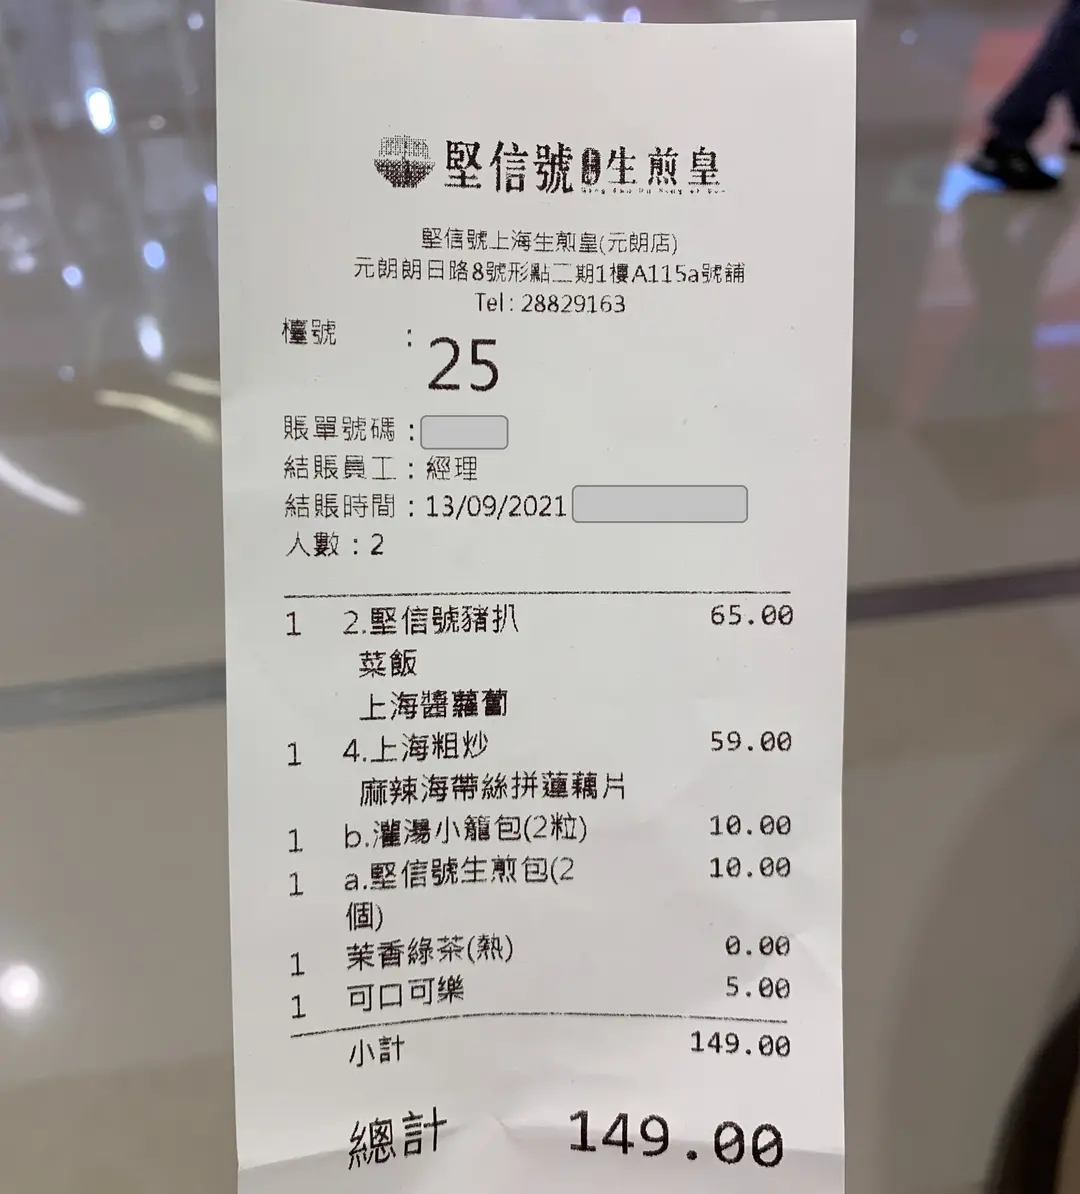 堅信號生煎皇
堅信號上海生煎皇(元朗店)
元朗朗日路8號形點二期1樓A115a號舖
Tel : 28829163
檯號 : 25
賬單號碼 :
結賬員工 : 經理
結賬時間 : 13/09/2021
人數 : 2
1 2.堅信號豬扒 65.00
菜飯
上海醬蘿蔔
1 4.上海粗炒 59.00
麻辣海帶絲拼蓮藕片
1 b.灌湯小籠包(2粒) 10.00
1 a.堅信號生煎包(2 10.00
個)
1 茉香綠茶(熱) 0.00
1 可口可樂 5.00
小計 149.00
總計 149.00